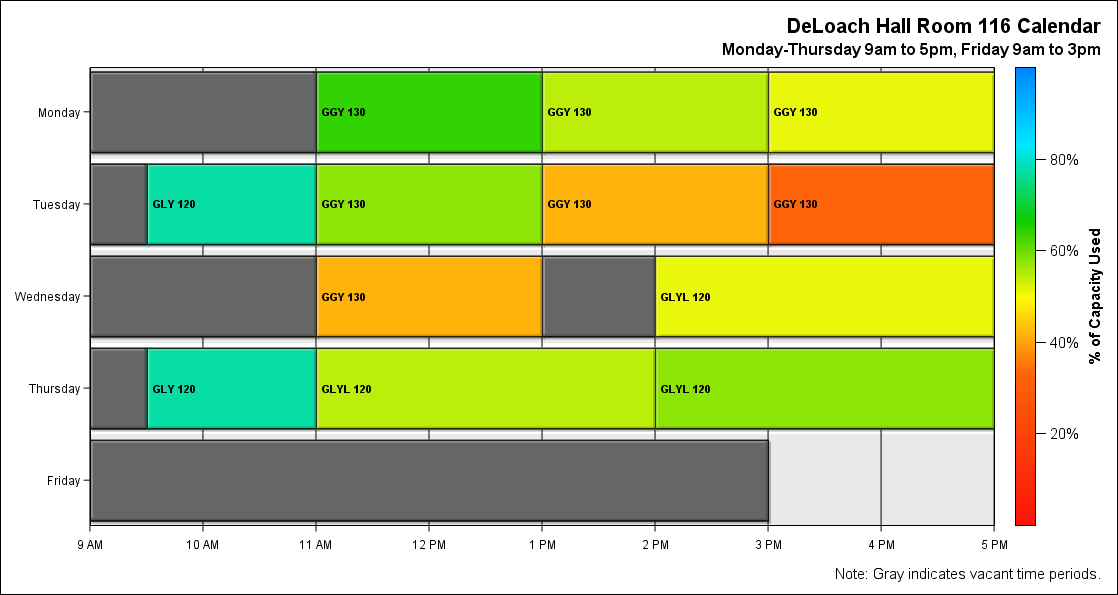 DeLoach Hall Room 116 Calendar
Monday-Thursday 9am to 5pm, Friday 9am to 3pm
Monday
GGY 130
GGY 130
GGY 130
Tuesday
GLY 120
GGY 130
GGY 130
GGY 130
Wednesday
GGY 130
GLYL 120
Thursday
GLY 120
GLYL 120
GLYL 120
Friday
9 AM
10 AM
11 AM
12 PM
1 PM
2 PM
3 PM
4 PM
5 PM
80%
60%
40%
20%
% of Capacity Used
Note: Gray indicates vacant time periods.